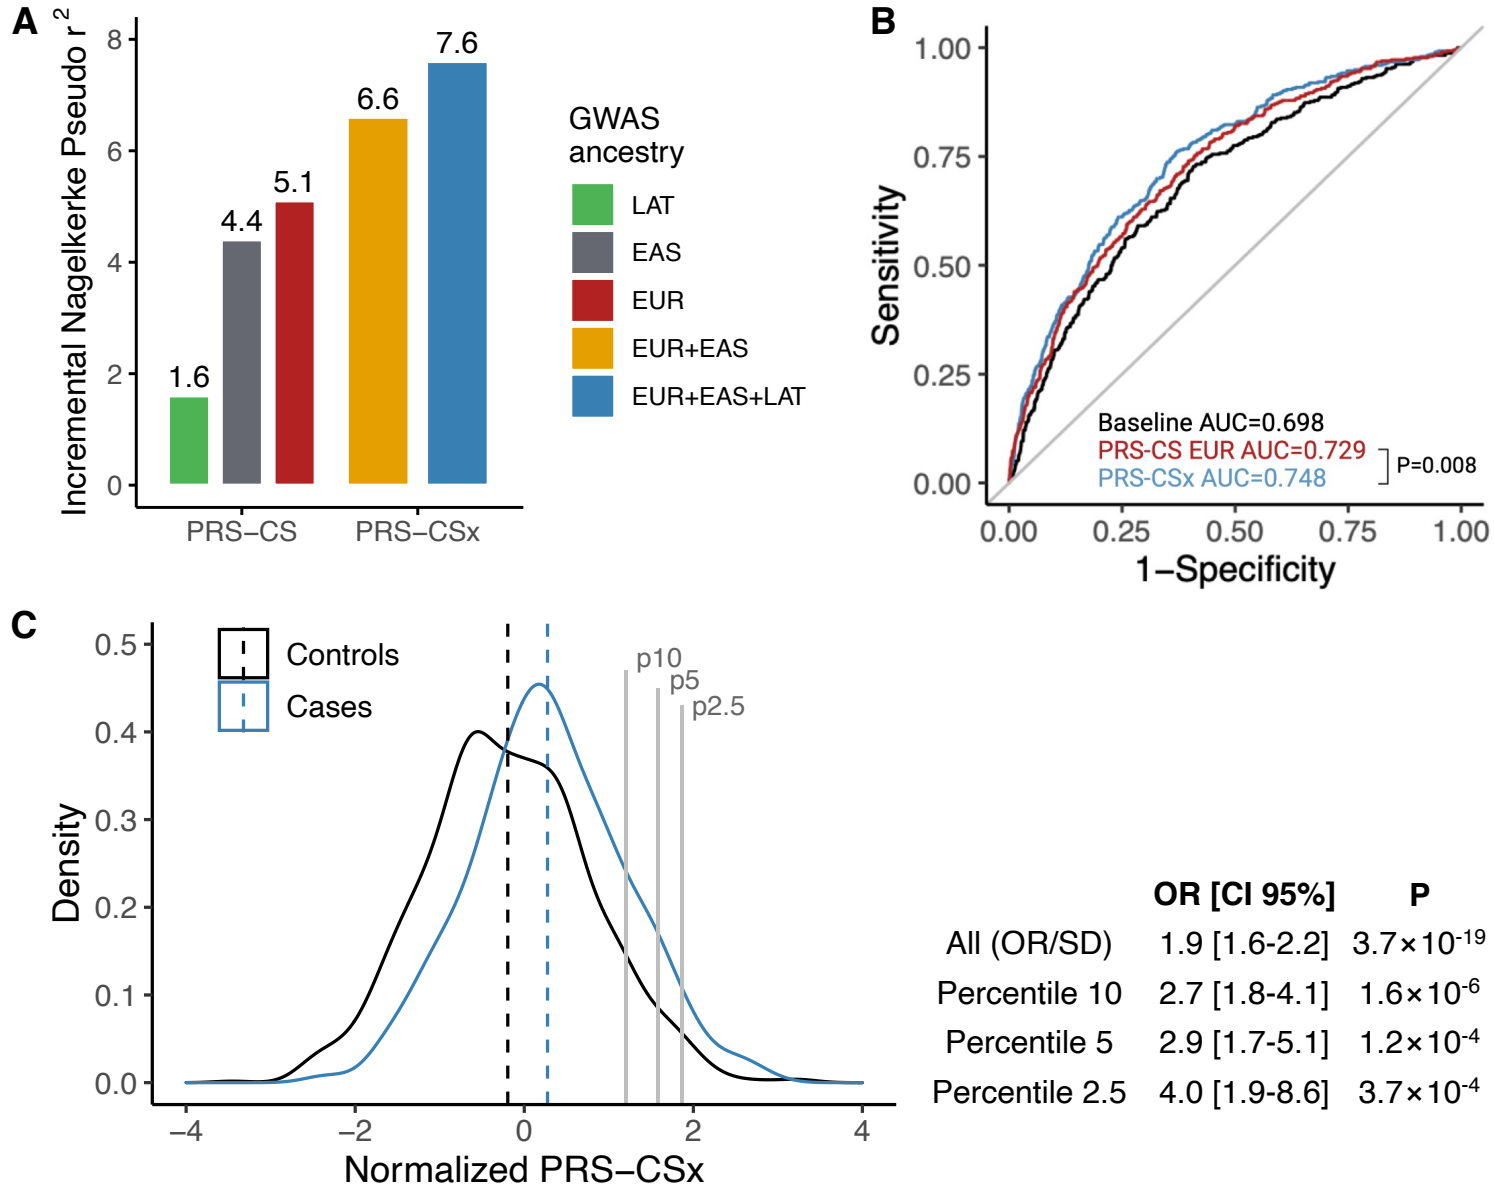 A
Incremental Nagelkerke Pseudo r²
8
6
4
2
0
1.6
4.4
5.1
6.6
7.6
PRS−CS
PRS−CSx
GWAS
ancestry
LAT
EAS
EUR
EUR+EAS
EUR+EAS+LAT
B
Sensitivity
1.00
0.75
0.50
0.25
0.00
Baseline AUC=0.698
PRS-CS EUR AUC=0.729
PRS-CSx AUC=0.748
P=0.008
0.00 0.25 0.50 0.75 1.00
1−Specificity
C
Density
0.5
0.4
0.3
0.2
0.1
0.0
Controls
Cases
p10
p5
p2.5
−4 −2 0 2 4
Normalized PRS−CSx
OR [CI 95%] P
All (OR/SD) 1.9 [1.6-2.2] 3.7×10⁻¹⁹
Percentile 10 2.7 [1.8-4.1] 1.6×10⁻⁶
Percentile 5 2.9 [1.7-5.1] 1.2×10⁻⁴
Percentile 2.5 4.0 [1.9-8.6] 3.7×10⁻⁴